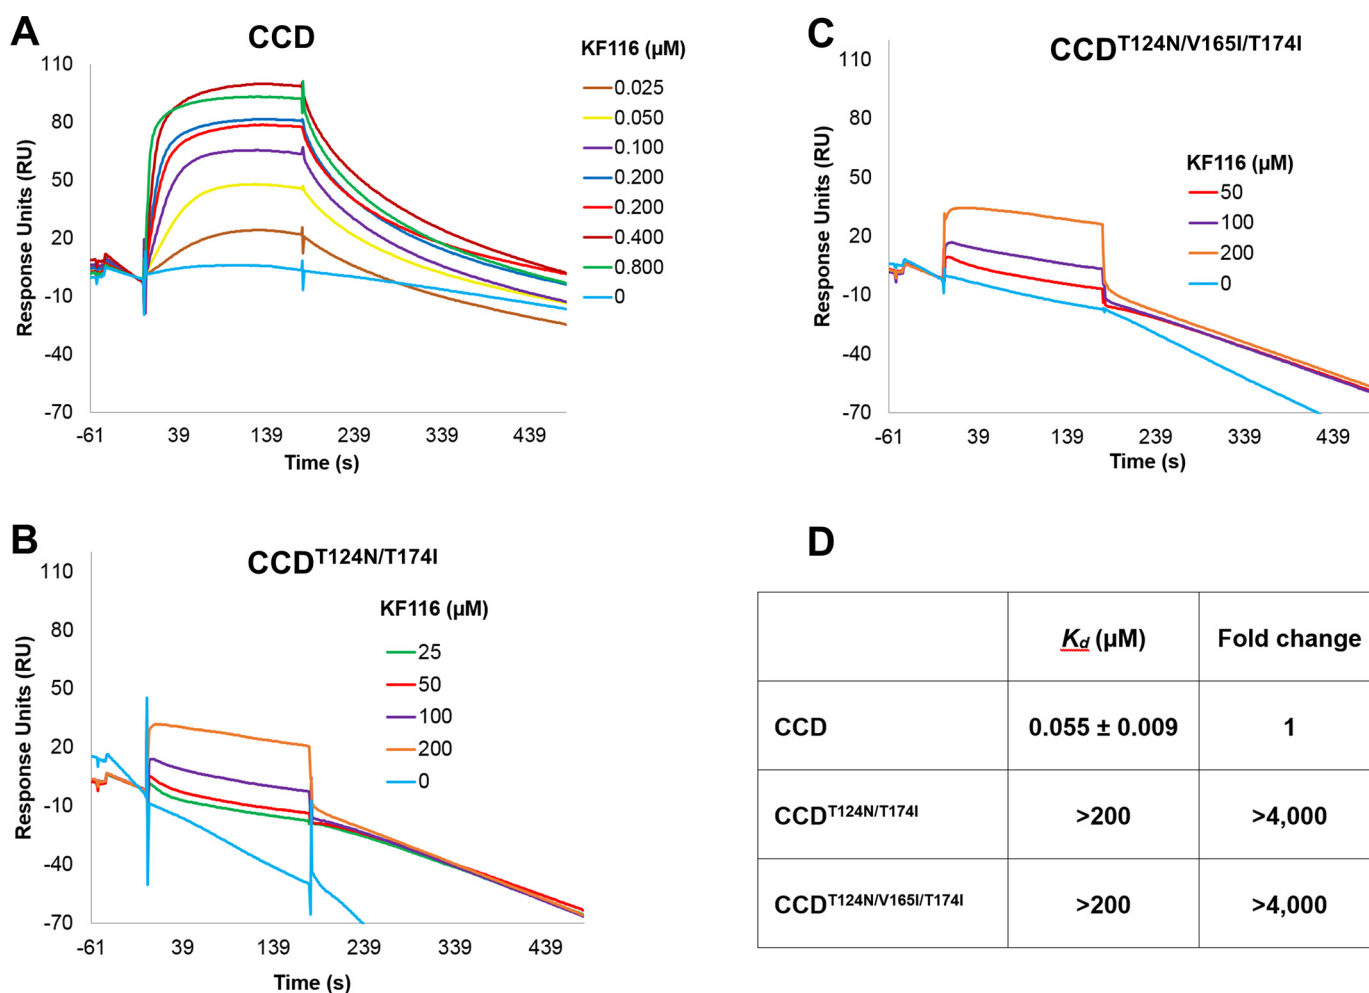 A
CCD
KF116 (µM)
0.025
0.050
0.100
0.200
0.200
0.400
0.800
0
Response Units (RU)
110
80
50
20
-10
-40
-70
-61 39 139 239 339 439
Time (s)
C
CCDT124N/V165I/T174I
KF116 (µM)
50
100
200
0
Response Units (RU)
110
80
50
20
-10
-40
-70
-61 39 139 239 339 439
Time (s)
B
CCDT124N/T174I
KF116 (µM)
25
50
100
200
0
Response Units (RU)
110
80
50
20
-10
-40
-70
-61 39 139 239 339 439
Time (s)
D
Kd (µM) Fold change
CCD 0.055 ± 0.009 1
CCDT124N/T174I >200 >4,000
CCDT124N/V165I/T174I >200 >4,000